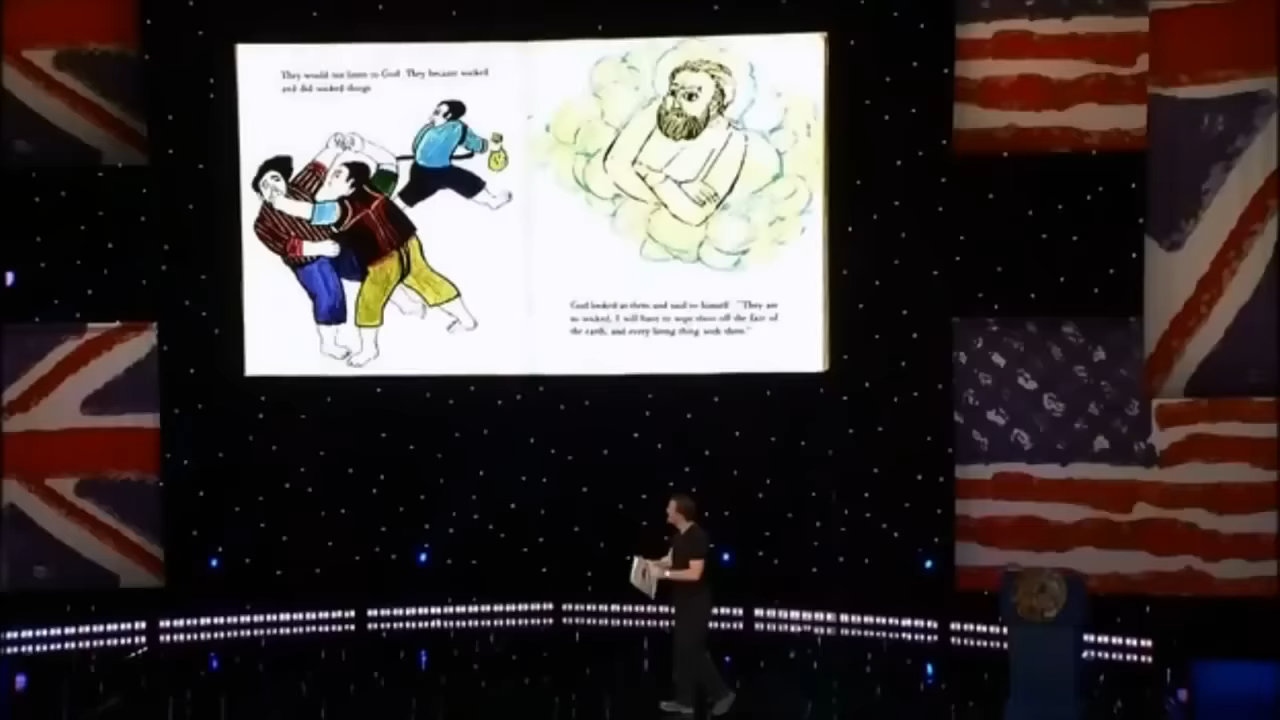 They would not listen to God. They became wicked
and did wicked things
God looked at them and said to himself "They are
so wicked, I will have to wipe them off the face of
the earth, and every living thing with them."